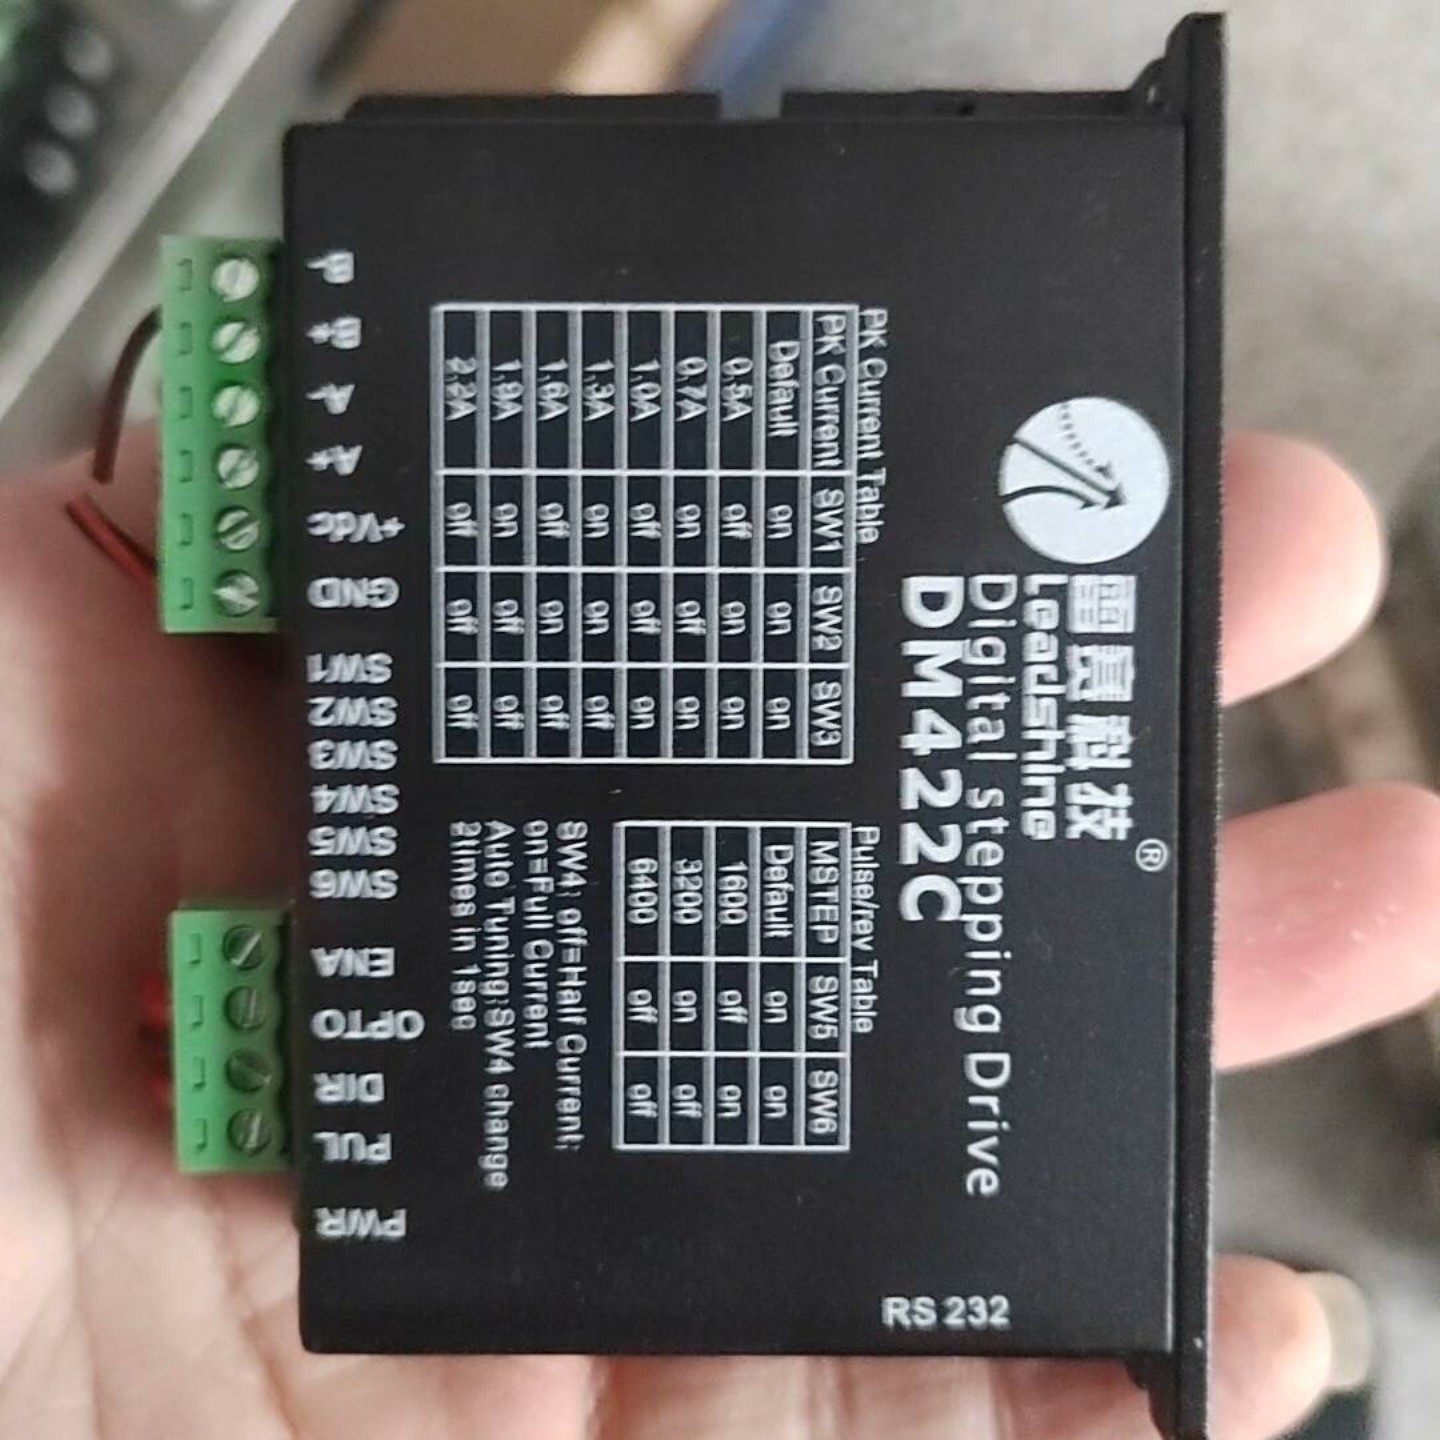 雷赛科技®
Leadshine
Digital stepping Drive
DM422C
PK Current Table
PK Current SW1 SW2 SW3
Default on on on
0.5A off on on
0.7A on off on
1.0A off off on
1.3A on on off
1.6A off on off
1.9A on off off
2.2A off off off
Pulse/rev Table
MSTEP SW5 SW6
Default on on
1600 off on
3200 on off
6400 off off
SW4: off=Half Current;
on=Full Current
Auto Tuning:SW4 change
2times in 1sec
B-
B+
A-
A+
+Vdc
GND
SW1
SW2
SW3
SW4
SW5
SW6
ENA
OPTO
DIR
PUL
PWR
RS 232